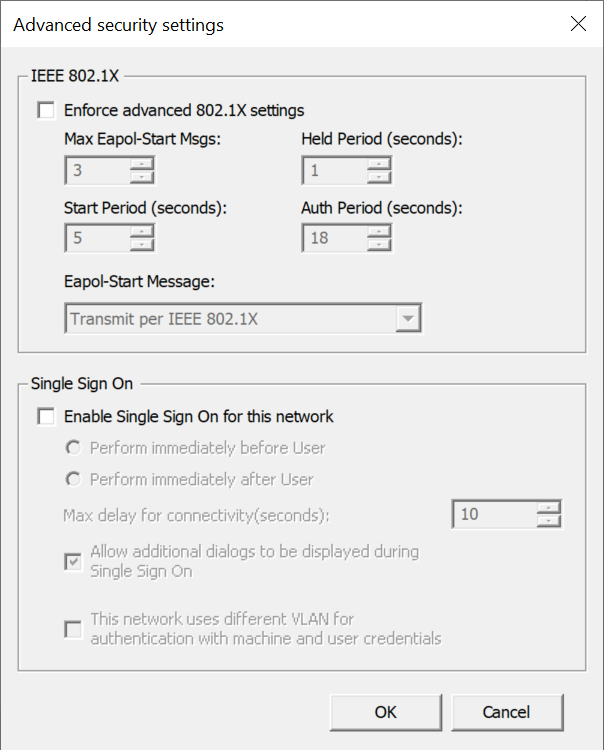 Advanced security settings
IEEE 802.1X
Enforce advanced 802.1X settings
Max Eapol-Start Msgs:
Held Period (seconds):
3
1
Start Period (seconds):
Auth Period (seconds):
5
18
Eapol-Start Message:
Transmit per IEEE 802.1X
Single Sign On
Enable Single Sign On for this network
Perform immediately before User
Perform immediately after User
Max delay for connectivity(seconds):
10
Allow additional dialogs to be displayed during
Single Sign On
This network uses different VLAN for
authentication with machine and user credentials
OK
Cancel